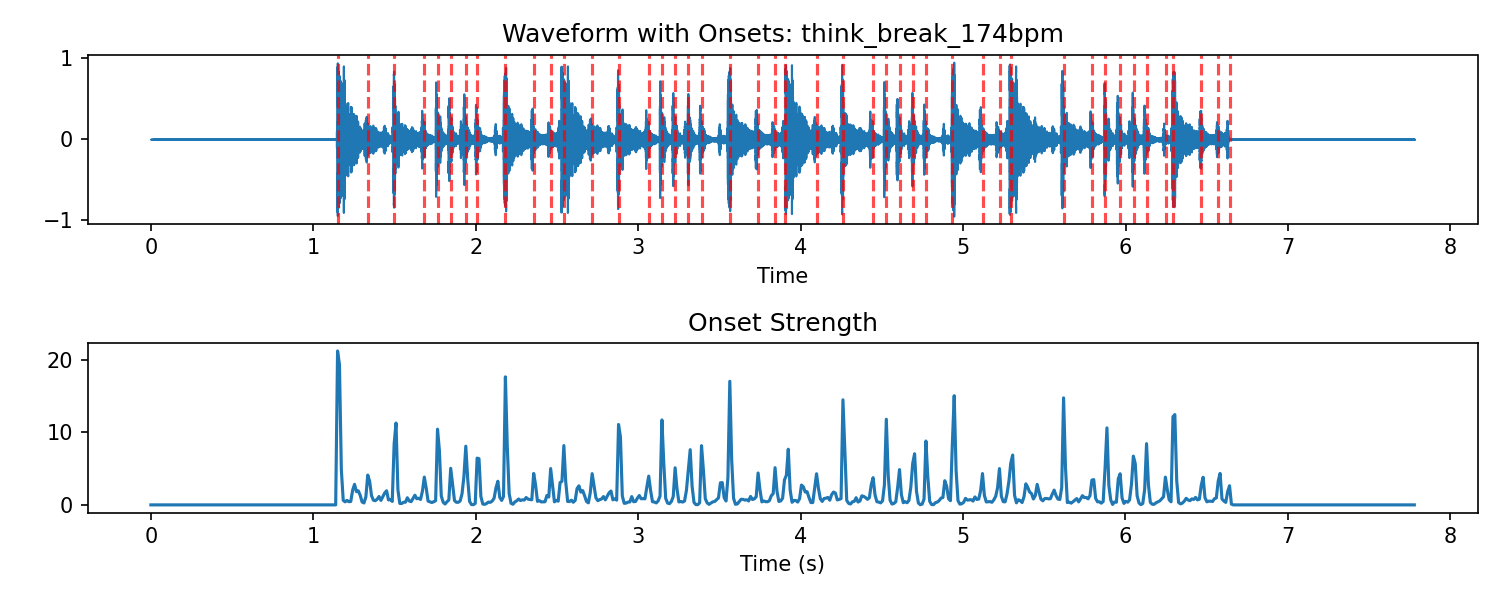 Waveform with Onsets: think_break_174bpm
1
0
−1
0 1 2 3 4 5 6 7 8
Time
Onset Strength
20
10
0
0 1 2 3 4 5 6 7 8
Time (s)